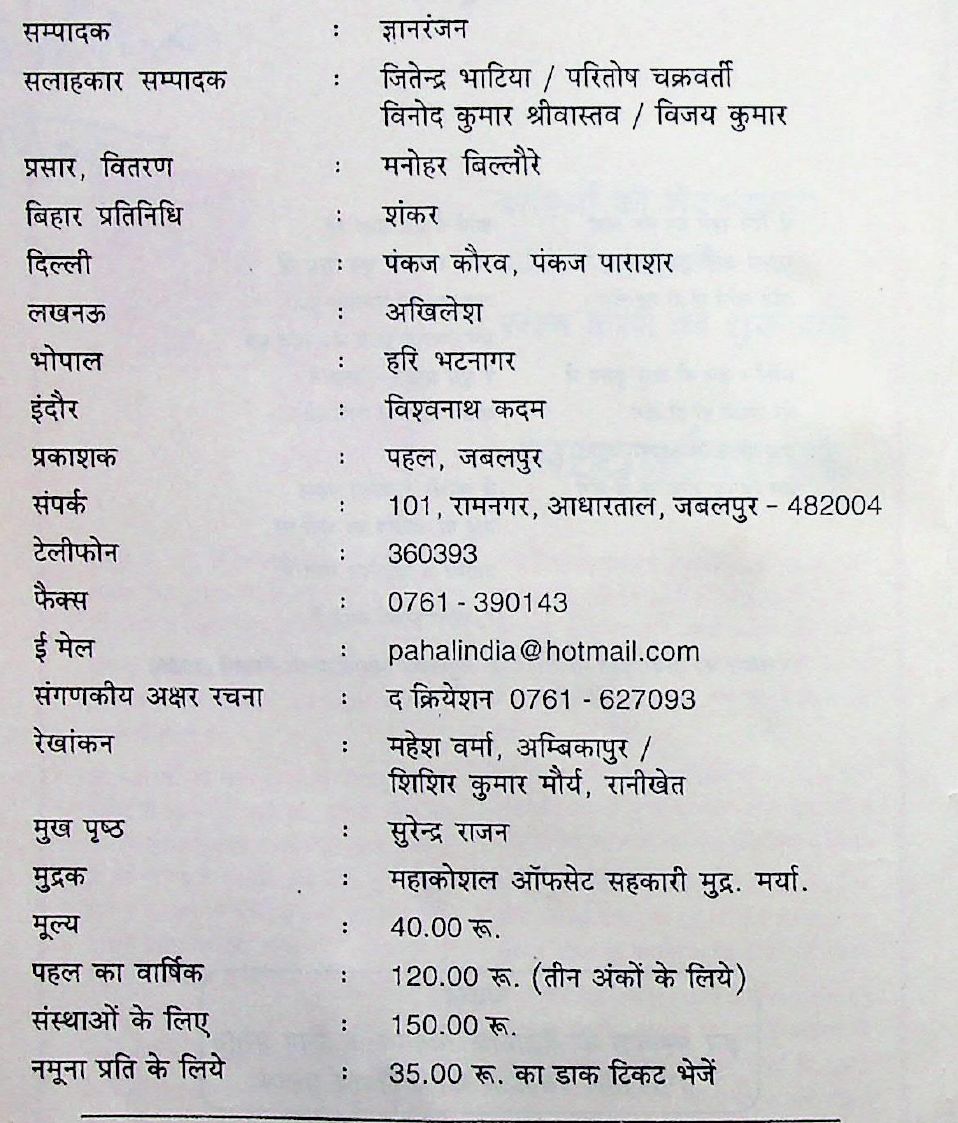 सम्पादक : ज्ञानरंजन
सलाहकार सम्पादक : जितेन्द्र भाटिया / परितोष चक्रवर्ती
विनोद कुमार श्रीवास्तव / विजय कुमार
प्रसार, वितरण : मनोहर बिल्लौरे
बिहार प्रतिनिधि : शंकर
दिल्ली : पंकज कौरव, पंकज पाराशर
लखनऊ : अखिलेश
भोपाल : हरि भटनागर
इंदौर : विश्वनाथ कदम
प्रकाशक : पहल, जबलपुर
संपर्क : 101, रामनगर, आधारताल, जबलपुर - 482004
टेलीफोन : 360393
फैक्स : 0761 - 390143
ई मेल : pahalindia@hotmail.com
संगणकीय अक्षर रचना : द क्रियेशन 0761 - 627093
रेखांकन : महेश वर्मा, अम्बिकापुर /
शिशिर कुमार मौर्य, रानीखेत
मुख पृष्ठ : सुरेन्द्र राजन
मुद्रक : महाकोशल ऑफसेट सहकारी मुद्र. मर्या.
मूल्य : 40.00 रू.
पहल का वार्षिक : 120.00 रू. (तीन अंकों के लिये)
संस्थाओं के लिए : 150.00 रू.
नमूना प्रति के लिये : 35.00 रू. का डाक टिकट भेजें